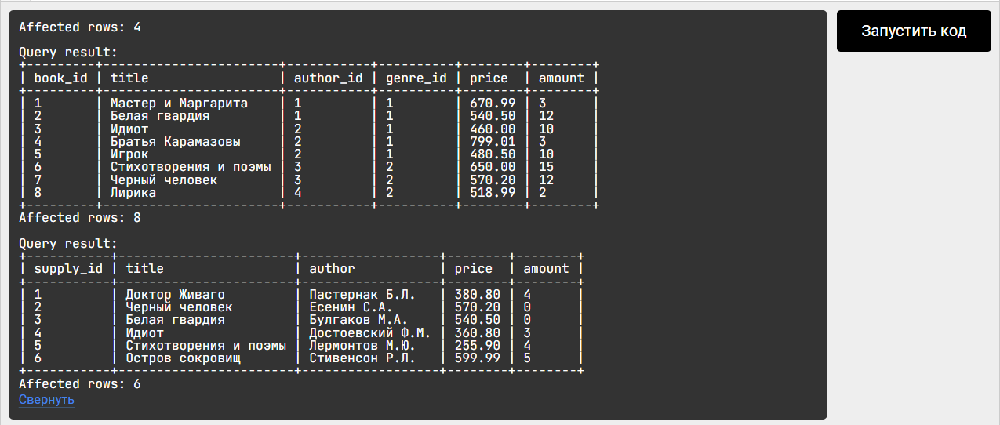 Affected rows: 4
Запустить код
Query result:
+---------+-----------------------+-----------+----------+--------+--------+
| book_id | title                 | author_id | genre_id | price  | amount |
+---------+-----------------------+-----------+----------+--------+--------+
| 1       | Мастер и Маргарита    | 1         | 1        | 670.99 | 3      |
| 2       | Белая гвардия         | 1         | 1        | 540.50 | 12     |
| 3       | Идиот                 | 2         | 1        | 460.00 | 10     |
| 4       | Братья Карамазовы     | 2         | 1        | 799.01 | 3      |
| 5       | Игрок                 | 2         | 1        | 480.50 | 10     |
| 6       | Стихотворения и поэмы | 3         | 2        | 650.00 | 15     |
| 7       | Черный человек        | 3         | 2        | 570.20 | 12     |
| 8       | Лирика                | 4         | 2        | 518.99 | 2      |
+---------+-----------------------+-----------+----------+--------+--------+
Affected rows: 8
Query result:
+-----------+-----------------------+------------------+--------+--------+
| supply_id | title                 | author           | price  | amount |
+-----------+-----------------------+------------------+--------+--------+
| 1         | Доктор Живаго         | Пастернак Б.Л.   | 380.80 | 4      |
| 2         | Черный человек        | Есенин С.А.      | 570.20 | 0      |
| 3         | Белая гвардия         | Булгаков М.А.    | 540.50 | 0      |
| 4         | Идиот                 | Достоевский Ф.М. | 360.80 | 3      |
| 5         | Стихотворения и поэмы | Лермонтов М.Ю.   | 255.90 | 4      |
| 6         | Остров сокровищ       | Стивенсон Р.Л.   | 599.99 | 5      |
+-----------+-----------------------+------------------+--------+--------+
Affected rows: 6
Свернуть